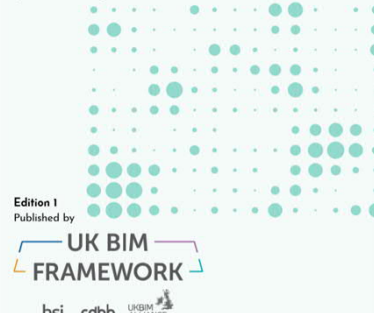 Edition 1
Published by
UK BIM
FRAMEWORK
bsi. cdbb UKBIM